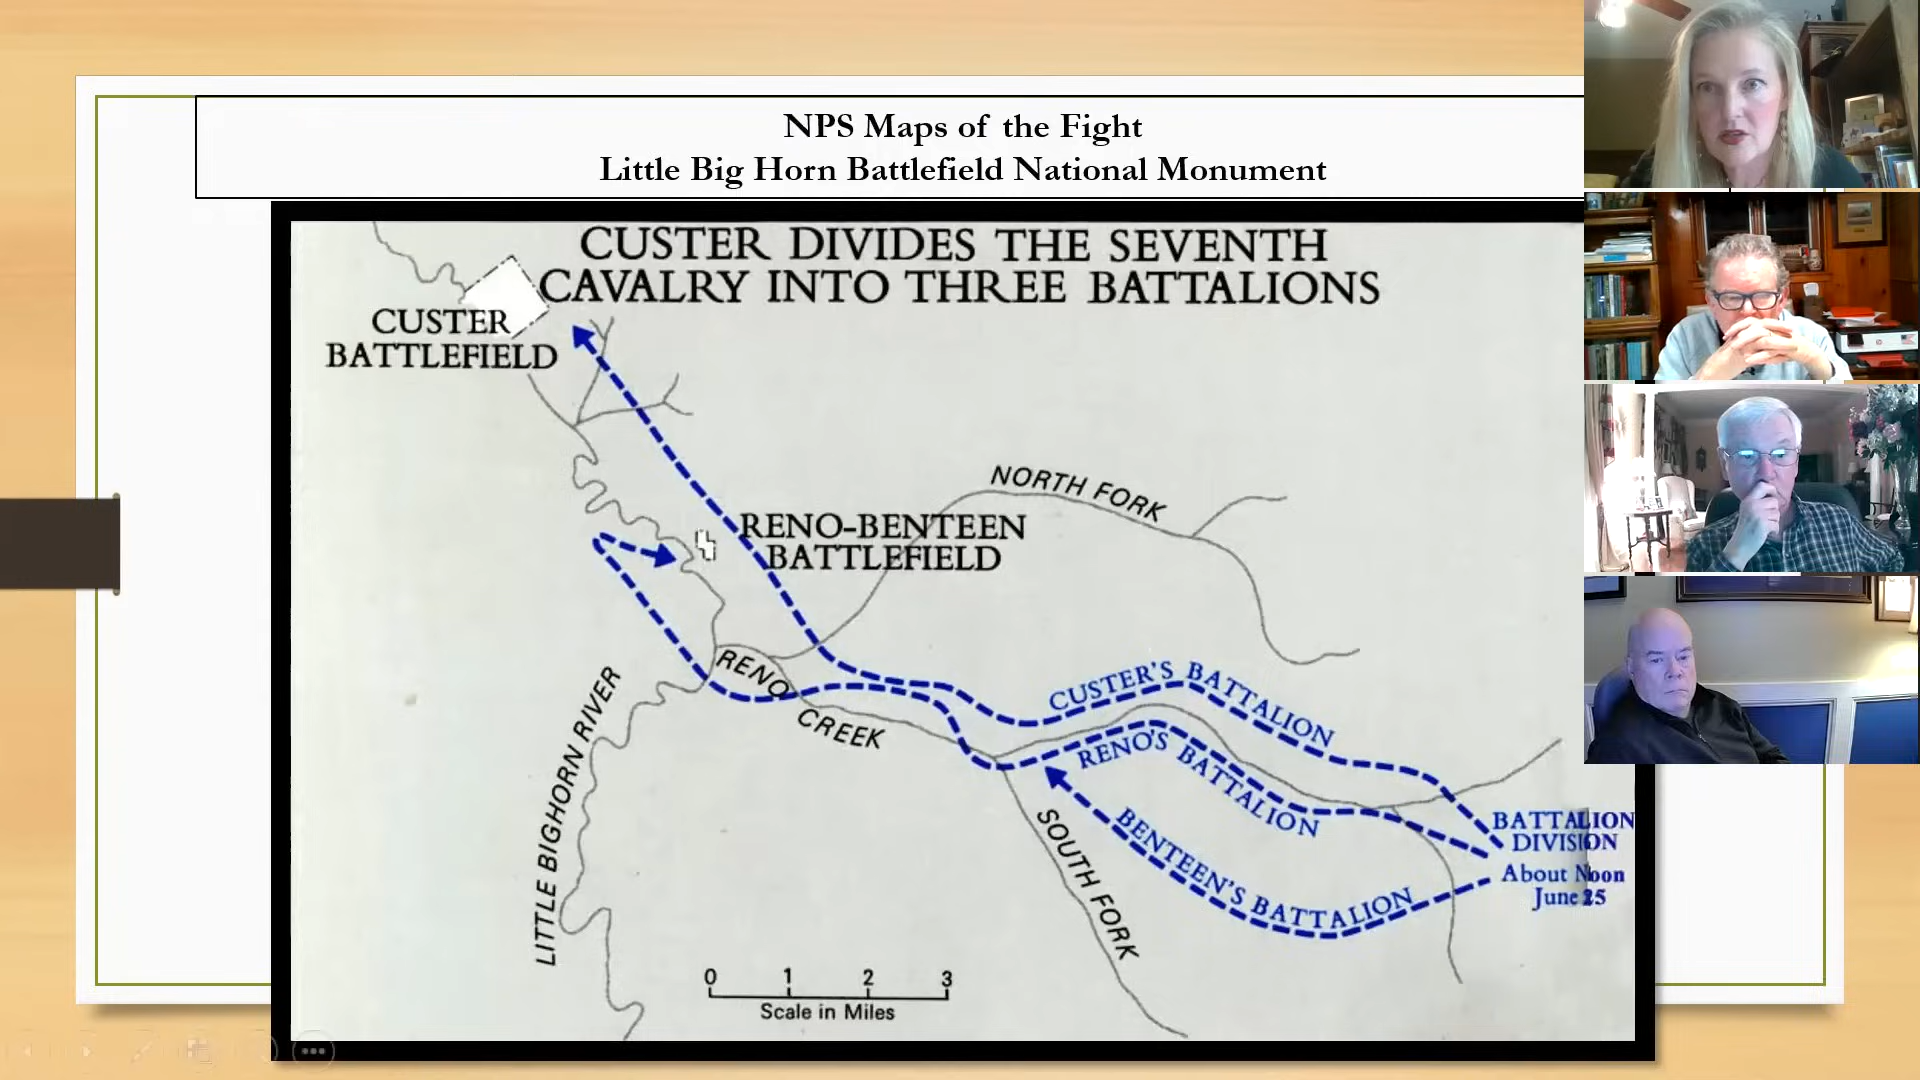 NPS Maps of the Fight
Little Big Horn Battlefield National Monument
CUSTER DIVIDES THE SEVENTH
CAVALRY INTO THREE BATTALIONS
CUSTER
BATTLEFIELD
NORTH FORK
RENO-BENTEEN
BATTLEFIELD
RENO
CREEK
CUSTER'S BATTALION
RENO'S BATTALION
BENTEEN'S BATTALION
BATTALION
DIVISION
About Noon
June 25
LITTLE BIGHORN RIVER
SOUTH FORK
0 1 2 3
Scale in Miles